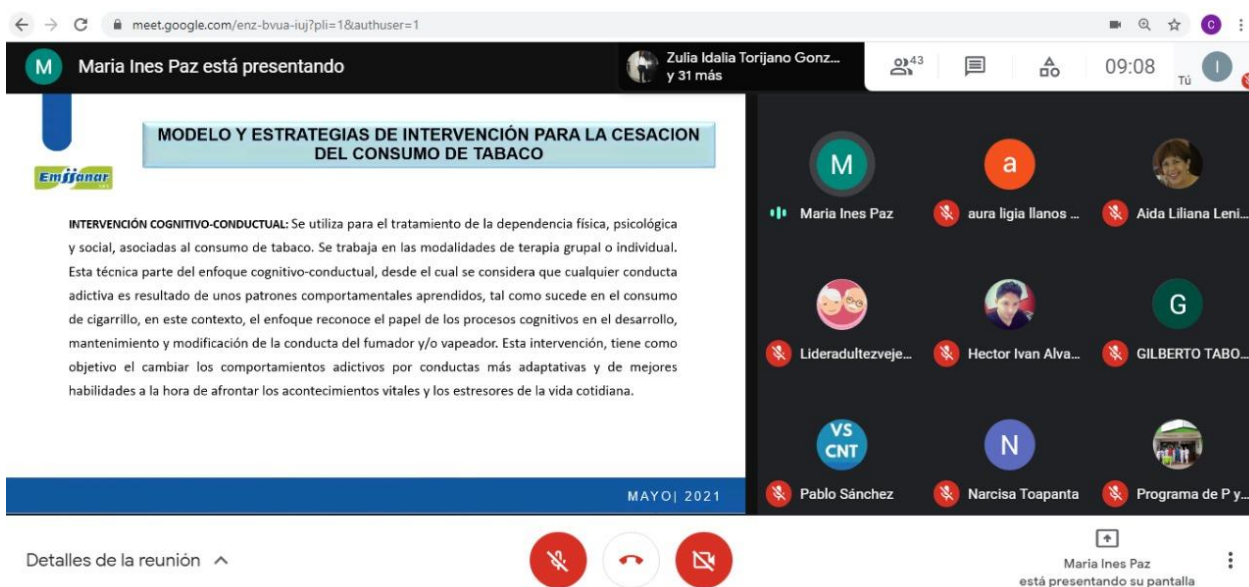 meet.google.com/enz-bvua-iuj?pli=1&authuser=1
C
M
Maria Ines Paz está presentando
Zulia Idalia Torijano Gonz...
y 31 más
43
09:08
Tú
I
MODELO Y ESTRATEGIAS DE INTERVENCIÓN PARA LA CESACION
DEL CONSUMO DE TABACO
Emssanar
INTERVENCIÓN COGNITIVO-CONDUCTUAL: Se utiliza para el tratamiento de la dependencia física, psicológica
y social, asociadas al consumo de tabaco. Se trabaja en las modalidades de terapia grupal o individual.
Esta técnica parte del enfoque cognitivo-conductual, desde el cual se considera que cualquier conducta
adictiva es resultado de unos patrones comportamentales aprendidos, tal como sucede en el consumo
de cigarrillo, en este contexto, el enfoque reconoce el papel de los procesos cognitivos en el desarrollo,
mantenimiento y modificación de la conducta del fumador y/o vapeador. Esta intervención, tiene como
objetivo el cambiar los comportamientos adictivos por conductas más adaptativas y de mejores
habilidades a la hora de afrontar los acontecimientos vitales y los estresores de la vida cotidiana.
MAYO| 2021
M
Maria Ines Paz
a
aura ligia llanos ...
Aida Liliana Leni...
Lideradultezveje...
Hector Ivan Alva...
G
GILBERTO TABO...
VS
CNT
Pablo Sánchez
N
Narcisa Toapanta
Programa de P y...
Detalles de la reunión
Maria Ines Paz
está presentando su pantalla